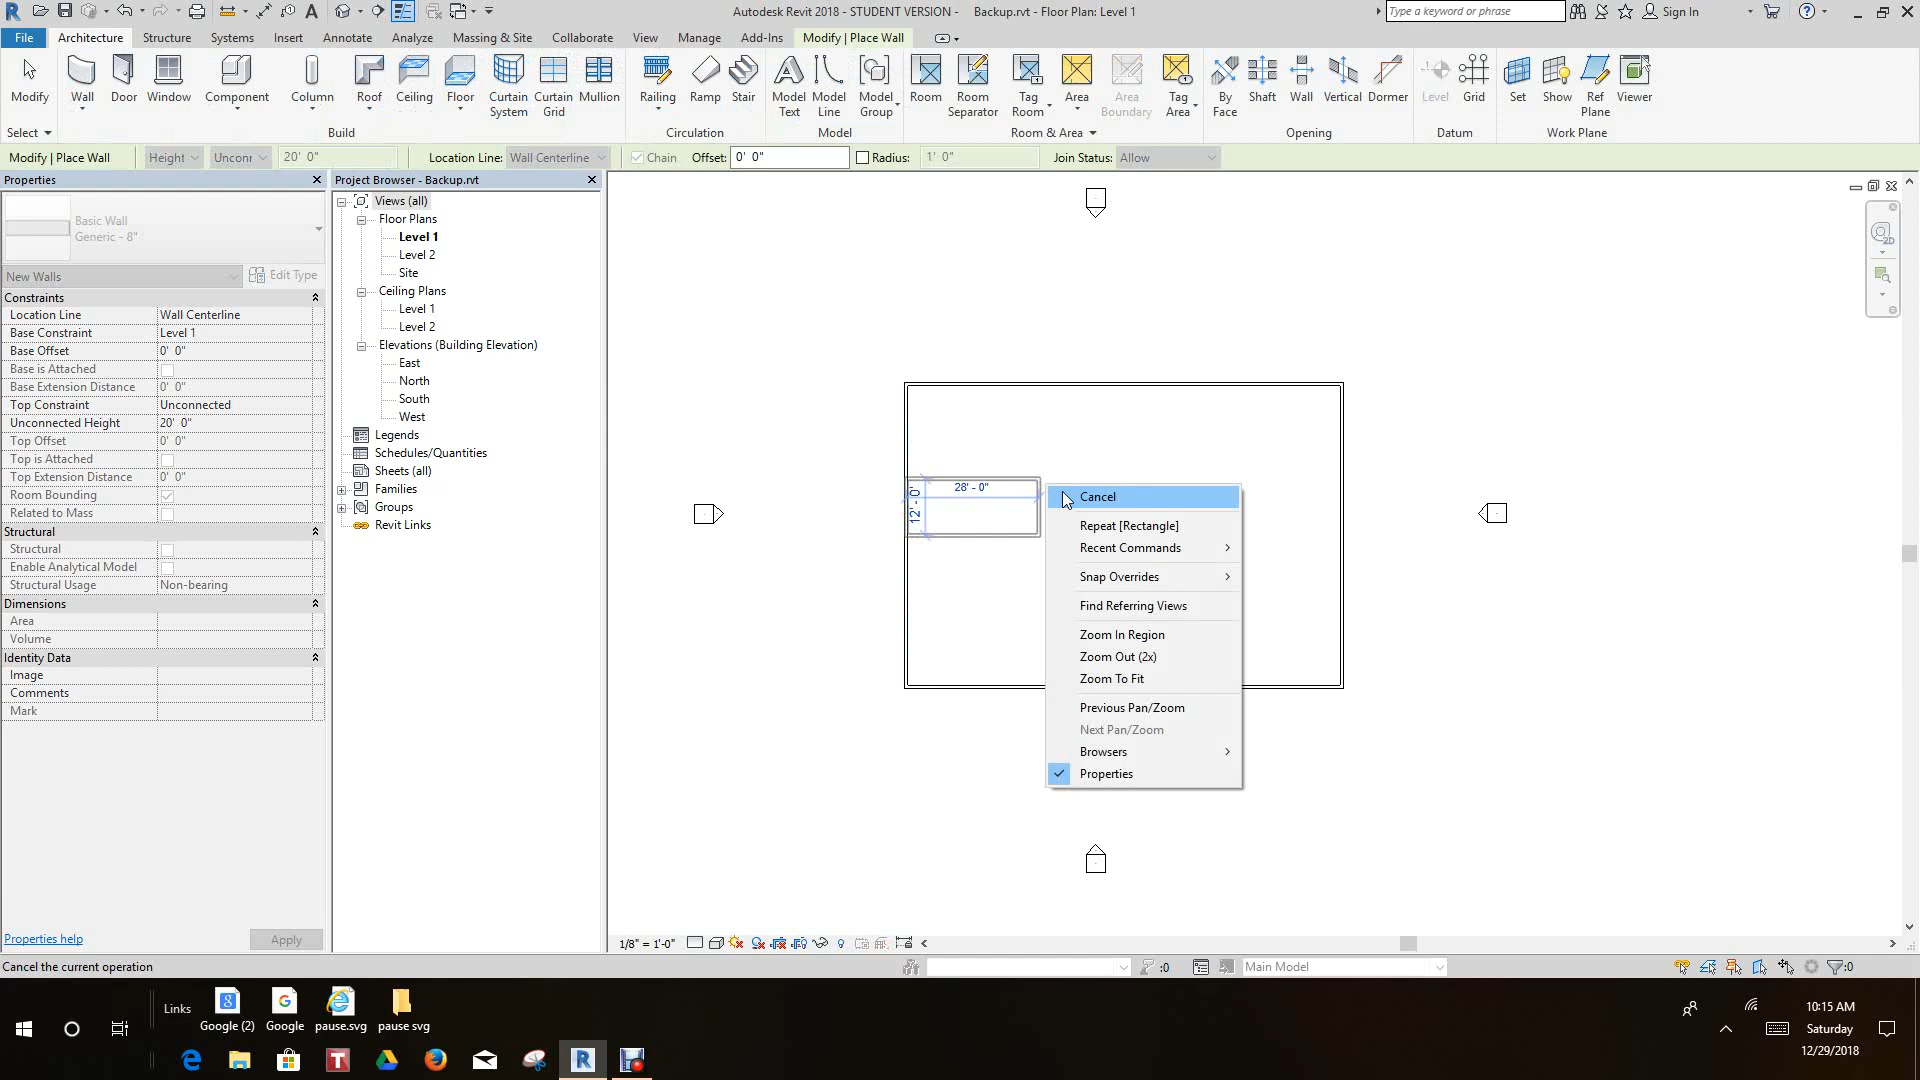 Autodesk Revit 2018 - STUDENT VERSION - Backup.rvt - Floor Plan: Level 1
Type a keyword or phrase
Sign In
File Architecture Structure Systems Insert Annotate Analyze Massing & Site Collaborate View Manage Add-Ins Modify | Place Wall
Modify Wall Door Window Component Column Roof Ceiling Floor Curtain System Curtain Grid Mullion Railing Ramp Stair Model Text Model Line Model Group Room Room Separator Tag Room Area Area Boundary Tag Area By Face Shaft Wall Vertical Dormer Level Grid Set Show Ref Plane Viewer
Select Build Circulation Model Room & Area Opening Datum Work Plane
Modify | Place Wall Height Unconr 20' 0" Location Line: Wall Centerline Chain Offset: 0' 0" Radius: 1' 0" Join Status: Allow
Properties
Basic Wall
Generic - 8"
New Walls Edit Type
Constraints
Location Line Wall Centerline
Base Constraint Level 1
Base Offset 0' 0"
Base is Attached
Base Extension Distance 0' 0"
Top Constraint Unconnected
Unconnected Height 20' 0"
Top Offset 0' 0"
Top is Attached
Top Extension Distance 0' 0"
Room Bounding
Related to Mass
Structural
Structural
Enable Analytical Model
Structural Usage Non-bearing
Dimensions
Area
Volume
Identity Data
Image
Comments
Mark
Properties help Apply
Project Browser - Backup.rvt
Views (all)
Floor Plans
Level 1
Level 2
Site
Ceiling Plans
Level 1
Level 2
Elevations (Building Elevation)
East
North
South
West
Legends
Schedules/Quantities
Sheets (all)
Families
Groups
Revit Links
2D
28' - 0"
12' - 0"
Cancel
Repeat [Rectangle]
Recent Commands
Snap Overrides
Find Referring Views
Zoom In Region
Zoom Out (2x)
Zoom To Fit
Previous Pan/Zoom
Next Pan/Zoom
Browsers
Properties
1/8" = 1'-0"
Cancel the current operation
:0 Main Model :0
Links
Google (2) Google pause.svg pause svg
10:15 AM
Saturday
12/29/2018